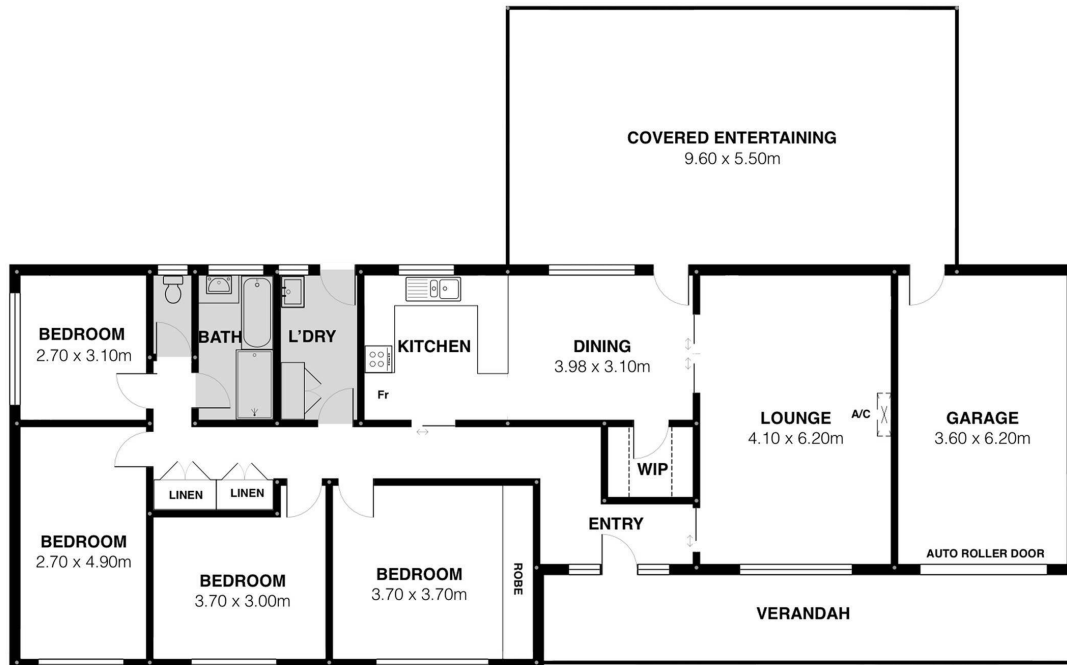 COVERED ENTERTAINING
9.60 x 5.50m
BEDROOM
2.70 x 3.10m
BATH
L'DRY
KITCHEN
Fr
DINING
3.98 x 3.10m
LOUNGE
4.10 x 6.20m
A/C
GARAGE
3.60 x 6.20m
AUTO ROLLER DOOR
WIP
LINEN
LINEN
ENTRY
BEDROOM
2.70 x 4.90m
BEDROOM
3.70 x 3.00m
BEDROOM
3.70 x 3.70m
ROBE
VERANDAH